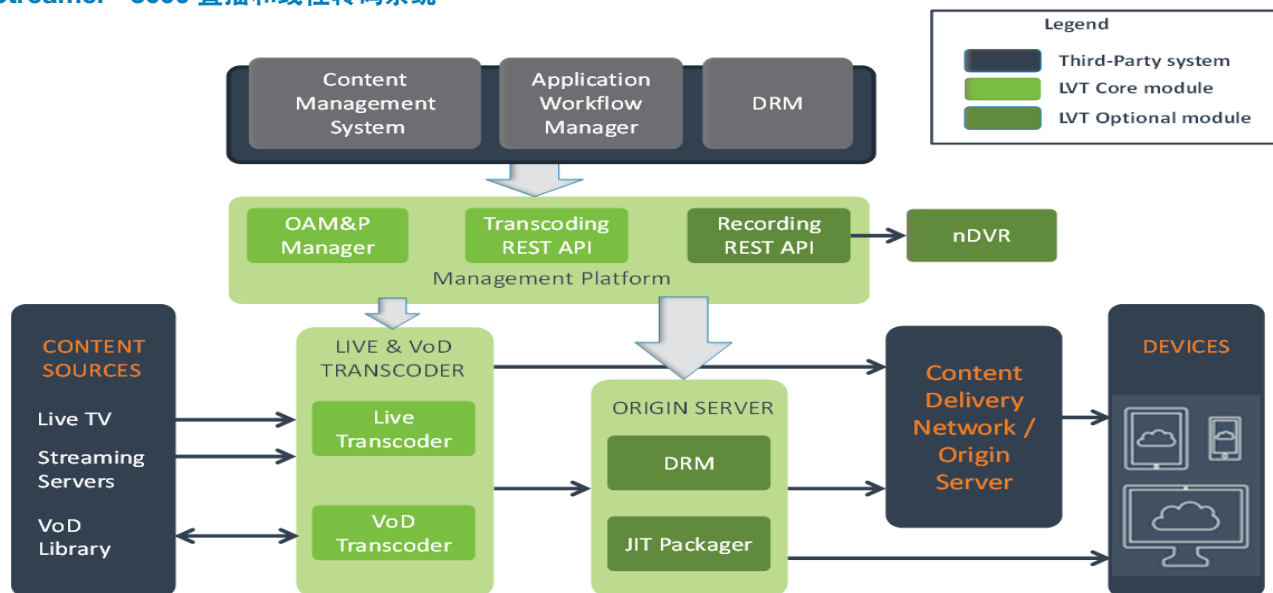 Legend
Third-Party system
LVT Core module
LVT Optional module
Content
Management
System
Application
Workflow
Manager
DRM
OAM&P
Manager
Transcoding
REST API
Recording
REST API
nDVR
Management Platform
CONTENT
SOURCES
Live TV
Streaming
Servers
VoD
Library
LIVE & VoD
TRANSCODER
Live
Transcoder
VoD
Transcoder
ORIGIN SERVER
DRM
JIT Packager
Content
Delivery
Network /
Origin
Server
DEVICES